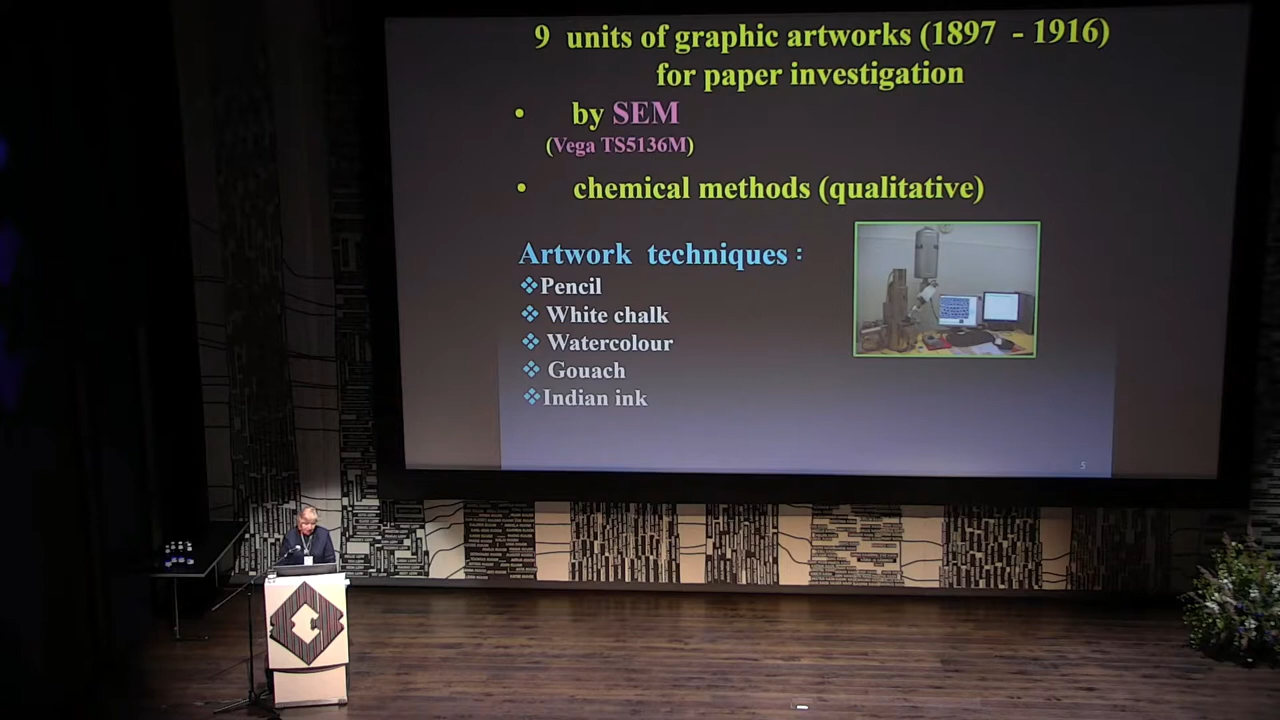 9 units of graphic artworks (1897 - 1916)
for paper investigation
• by SEM
(Vega TS5136M)
• chemical methods (qualitative)
Artwork techniques :
❖Pencil
❖ White chalk
❖ Watercolour
❖ Gouach
❖Indian ink
5